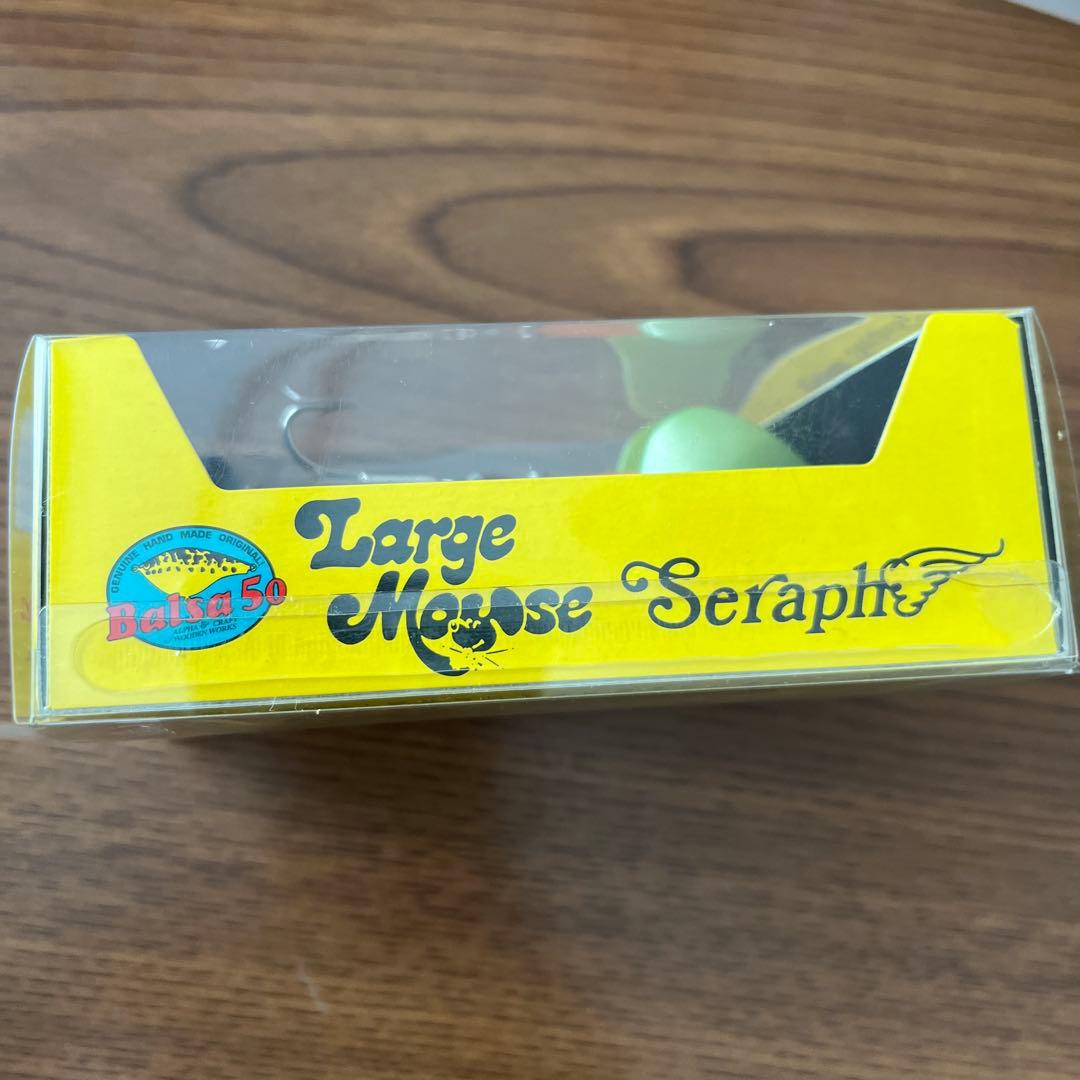 GENUINE HAND MADE ORIGINAL!
Balsa 50
ALPHA & CRAFT
WOODEN WORKS
Large
Mouse
Seraph